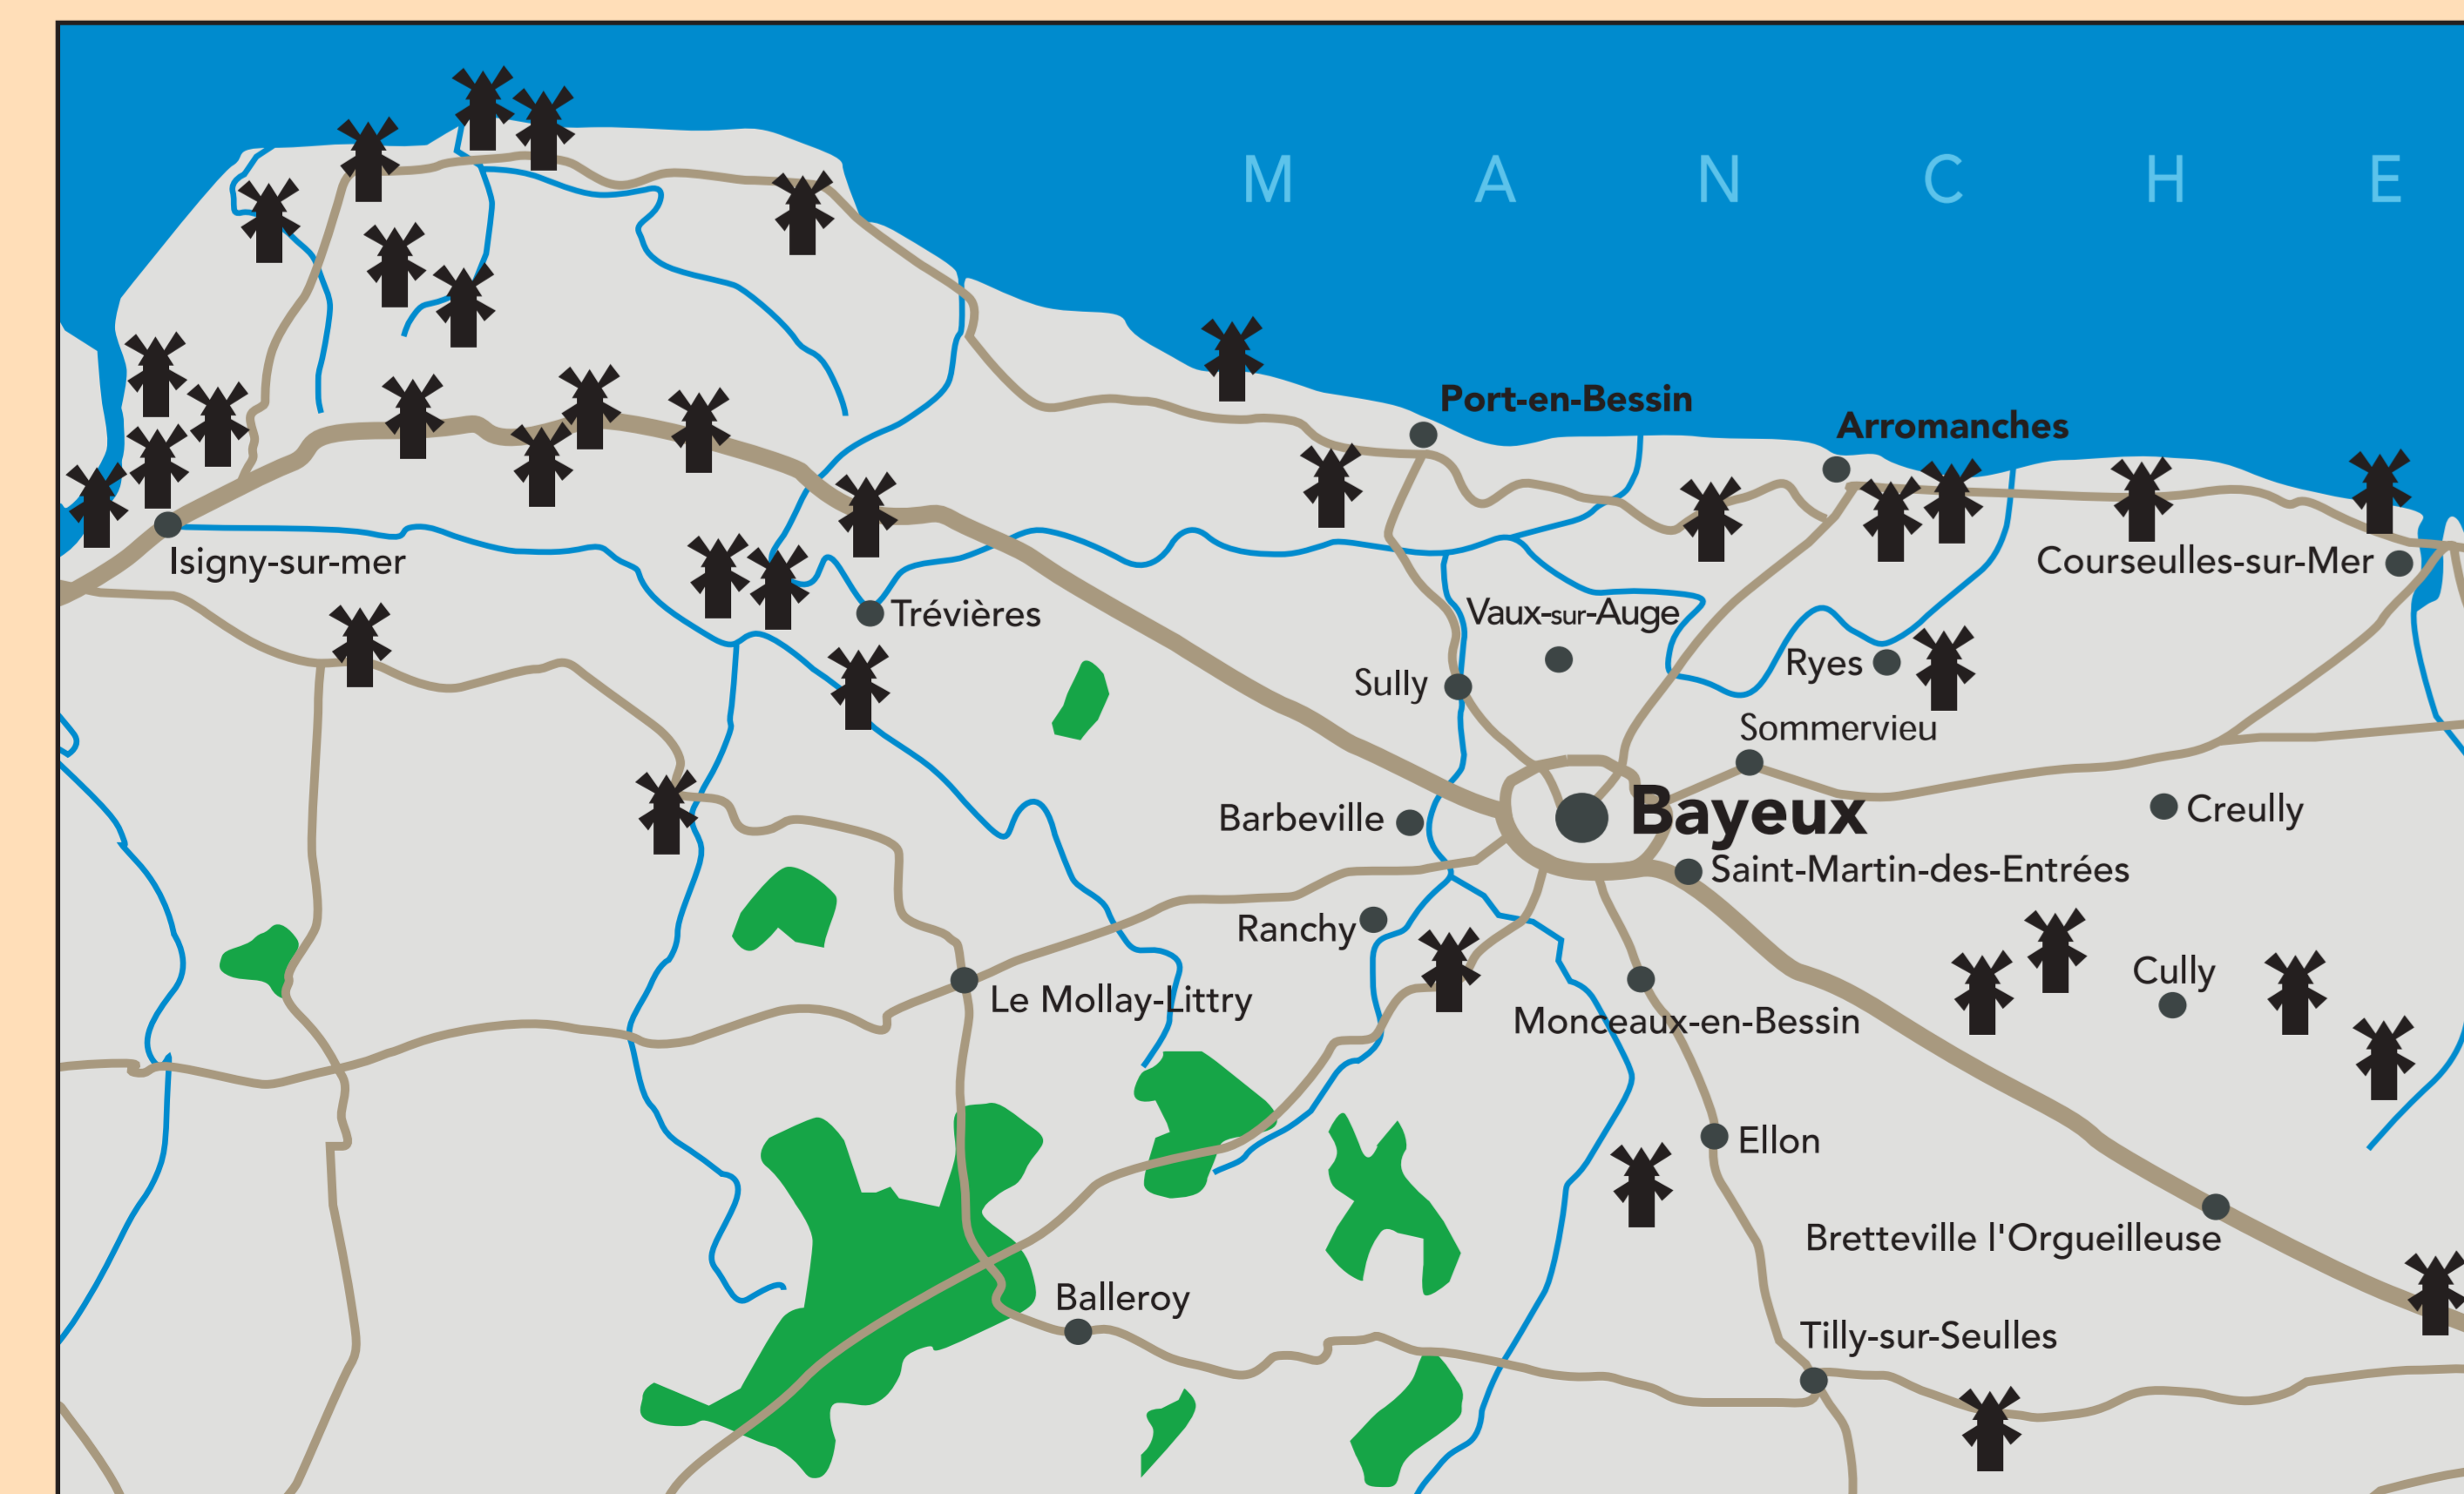 M A N C H E
Port-en-Bessin
Arromanches
Isigny-sur-mer
Courseulles-sur-Mer
Trévières
Vaux-sur-Auge
Ryes
Sully
Sommervieu
Barbeville
Bayeux
Creully
Saint-Martin-des-Entrées
Ranchy
Cully
Le Mollay-Littry
Monceaux-en-Bessin
Ellon
Bretteville l'Orgueilleuse
Balleroy
Tilly-sur-Seulles